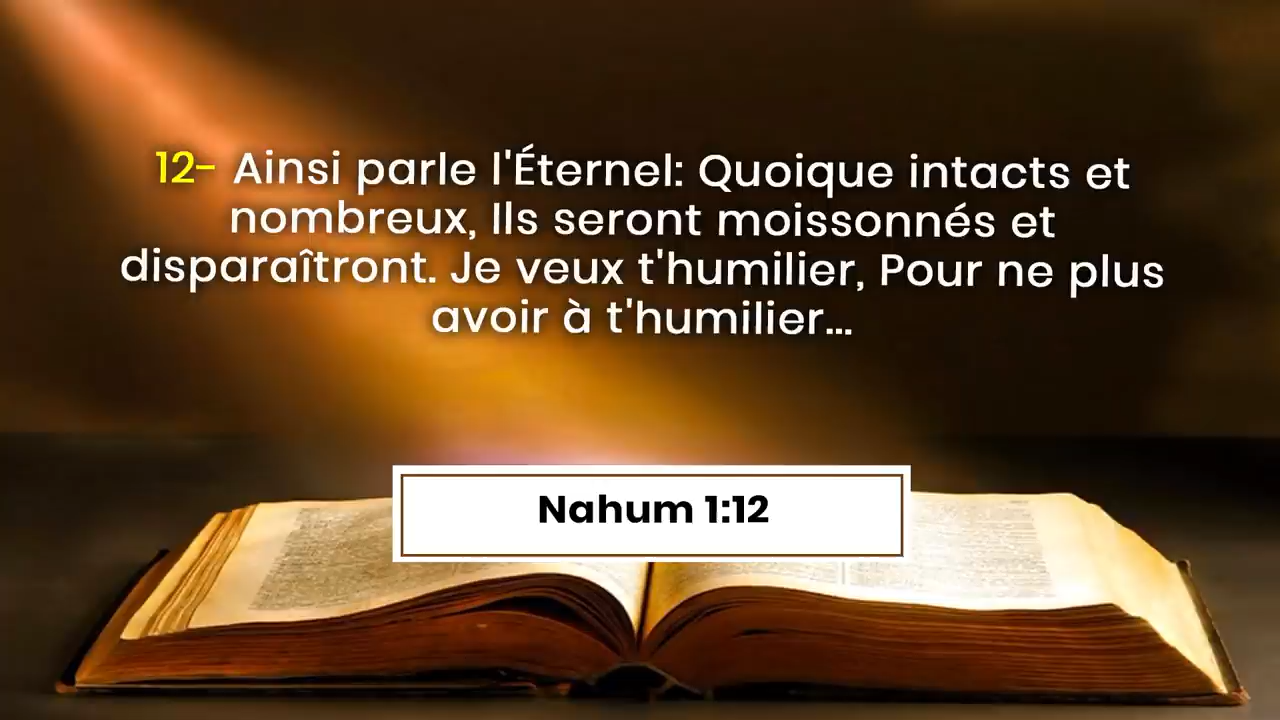 12- Ainsi parle l'Éternel: Quoique intacts et
nombreux, Ils seront moissonnés et
disparaîtront. Je veux t'humilier, Pour ne plus
avoir à t'humilier...
Nahum 1:12